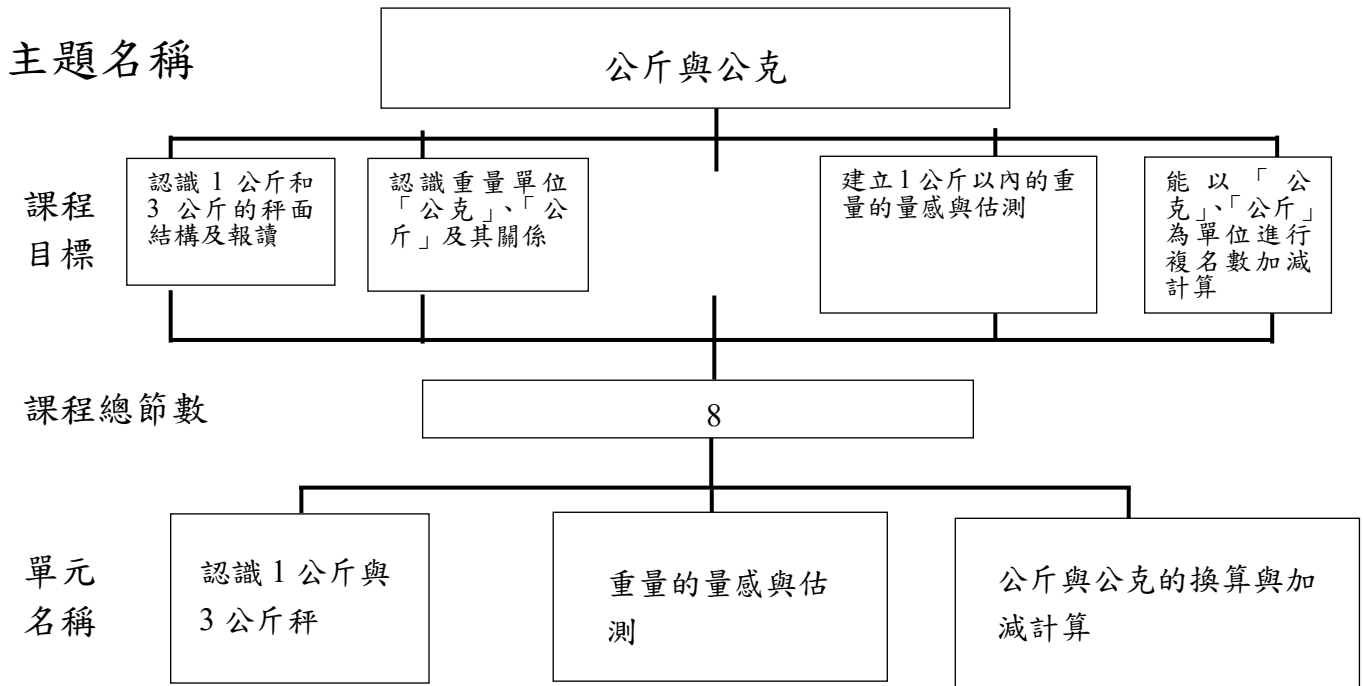 主題名稱
公斤與公克
課程
目標
認識 1 公斤和
3 公斤的秤面
結構及報讀
認識重量單位
「公克」、「公
斤」及其關係
建立1公斤以內的重
量的量感與估測
能以「公
克」、「公斤」
為單位進行
複名數加減
計算
課程總節數
8
單元
名稱
認識 1 公斤與
3 公斤秤
重量的量感與估
測
公斤與公克的換算與加
減計算